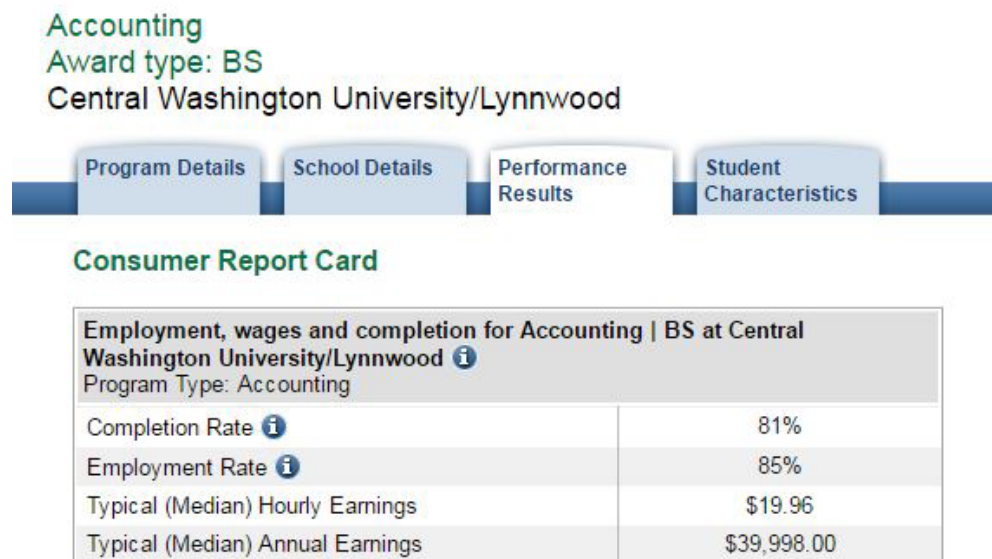 Accounting
Award type: BS
Central Washington University/Lynnwood
Program Details School Details Performance Student
Results Characteristics
Consumer Report Card
Employment, wages and completion for Accounting | BS at Central
Washington University/Lynnwood
Program Type: Accounting
Completion Rate 81%
Employment Rate 85%
Typical (Median) Hourly Earnings $19.96
Typical (Median) Annual Earnings $39,998.00